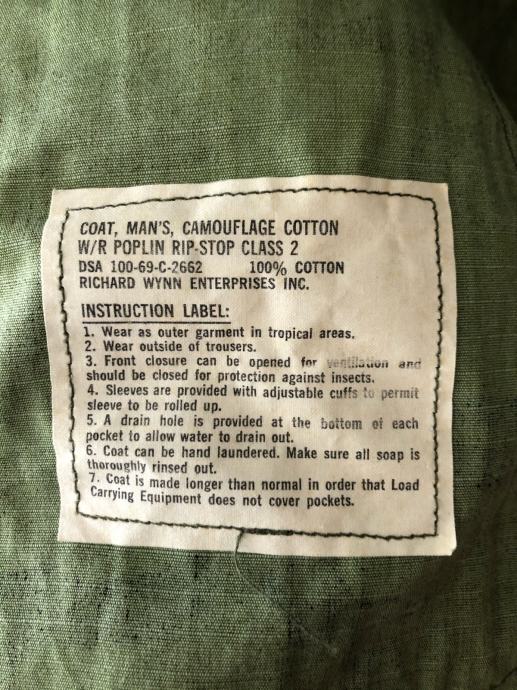 COAT, MAN'S, CAMOUFLAGE COTTON
W/R POPLIN RIP-STOP CLASS 2
DSA 100-69-C-2662 100% COTTON
RICHARD WYNN ENTERPRISES INC.
INSTRUCTION LABEL:
1. Wear as outer garment in tropical areas.
2. Wear outside of trousers.
3. Front closure can be opened for ventilation and
should be closed for protection against insects.
4. Sleeves are provided with adjustable cuffs to permit
sleeve to be rolled up.
5. A drain hole is provided at the bottom of each
pocket to allow water to drain out.
6. Coat can be hand laundered. Make sure all soap is
thoroughly rinsed out.
7. Coat is made longer than normal in order that Load
Carrying Equipment does not cover pockets.